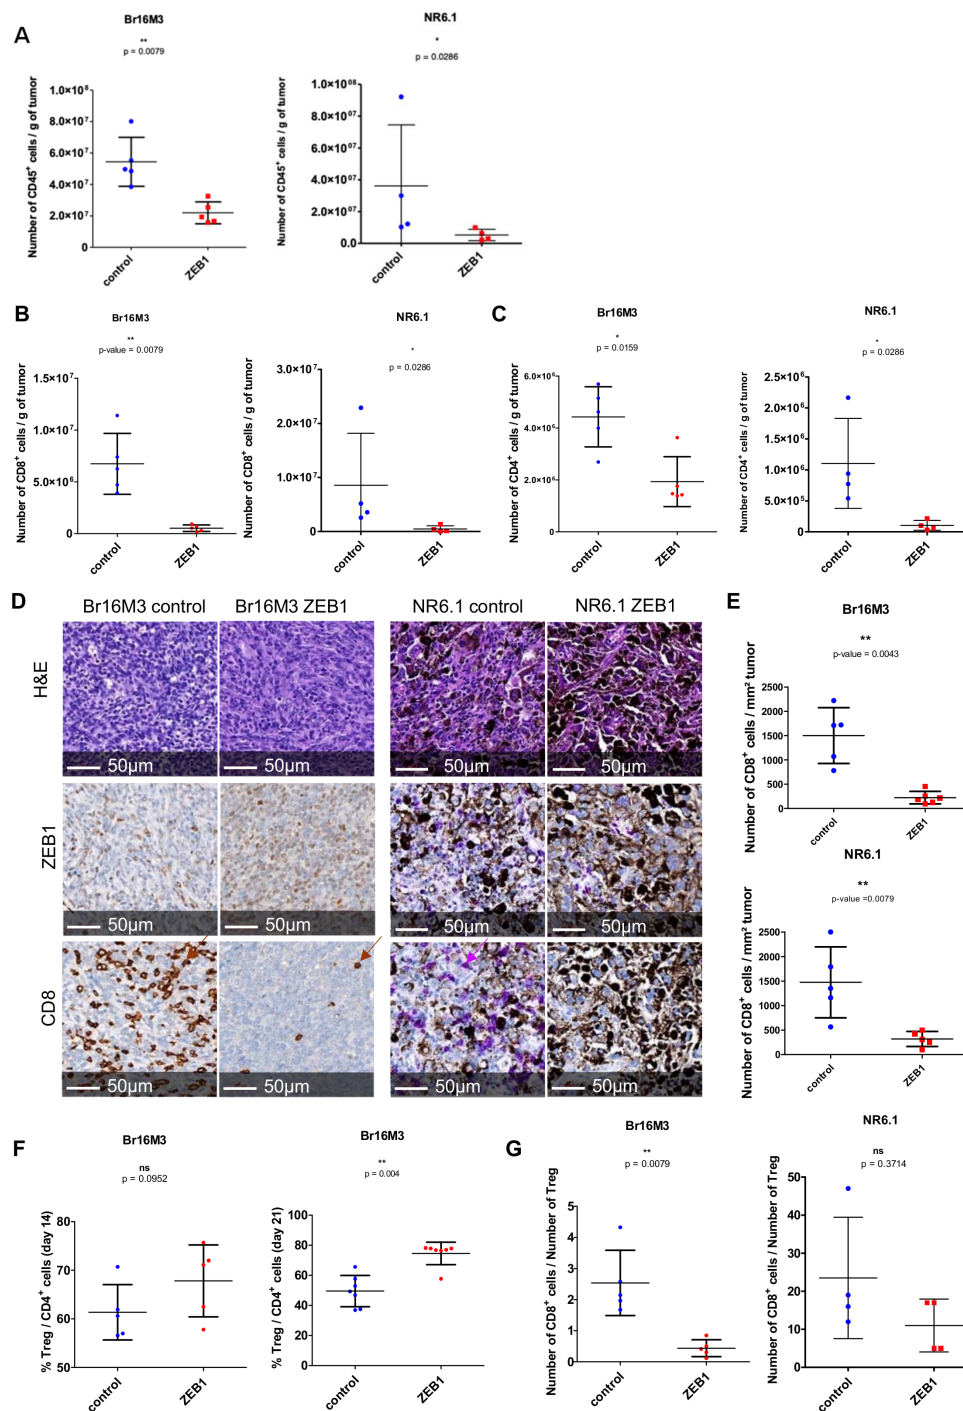 A
Br16M3
**
p = 0.0079
Number of CD45⁺ cells / g of tumor
1.0×10⁸
8.0×10⁷
6.0×10⁷
4.0×10⁷
2.0×10⁷
0
control
ZEB1
NR6.1
*
p = 0.0286
Number of CD45⁺ cells / g of tumor
1.0×10⁰⁸
8.0×10⁰⁷
6.0×10⁰⁷
4.0×10⁰⁷
2.0×10⁰⁷
0.0
control
ZEB1
B
Br16M3
**
p-value = 0.0079
Number of CD8⁺ cells / g of tumor
1.5×10⁷
1.0×10⁷
5.0×10⁶
0
control
ZEB1
NR6.1
*
p = 0.0286
Number of CD8⁺ cells / g of tumor
3.0×10⁷
2.0×10⁷
1.0×10⁷
0
control
ZEB1
C
Br16M3
*
p = 0.0159
Number of CD4⁺ cells / g of tumor
6.0×10⁶
4.0×10⁶
2.0×10⁶
0
control
ZEB1
NR6.1
*
p = 0.0286
Number of CD4⁺ cells / g of tumor
2.5×10⁶
2.0×10⁶
1.5×10⁶
1.0×10⁶
5.0×10⁵
0
control
ZEB1
D
Br16M3 control
Br16M3 ZEB1
NR6.1 control
NR6.1 ZEB1
H&E
50µm
50µm
50µm
50µm
ZEB1
50µm
50µm
50µm
50µm
CD8
50µm
50µm
50µm
50µm
E
Br16M3
**
p-value = 0.0043
Number of CD8⁺ cells / mm² tumor
2500
2000
1500
1000
500
0
control
ZEB1
NR6.1
**
p-value =0.0079
Number of CD8⁺ cells / mm² tumor
2500
2000
1500
1000
500
0
control
ZEB1
F
Br16M3
ns
p = 0.0952
% Treg / CD4⁺ cells (day 14)
80
70
60
50
control
ZEB1
Br16M3
**
p = 0.004
% Treg / CD4⁺ cells (day 21)
100
80
60
40
20
0
control
ZEB1
G
Br16M3
**
p = 0.0079
Number of CD8⁺ cells / Number of Treg
5
4
3
2
1
0
control
ZEB1
NR6.1
ns
p = 0.3714
Number of CD8⁺ cells / Number of Treg
50
40
30
20
10
0
control
ZEB1